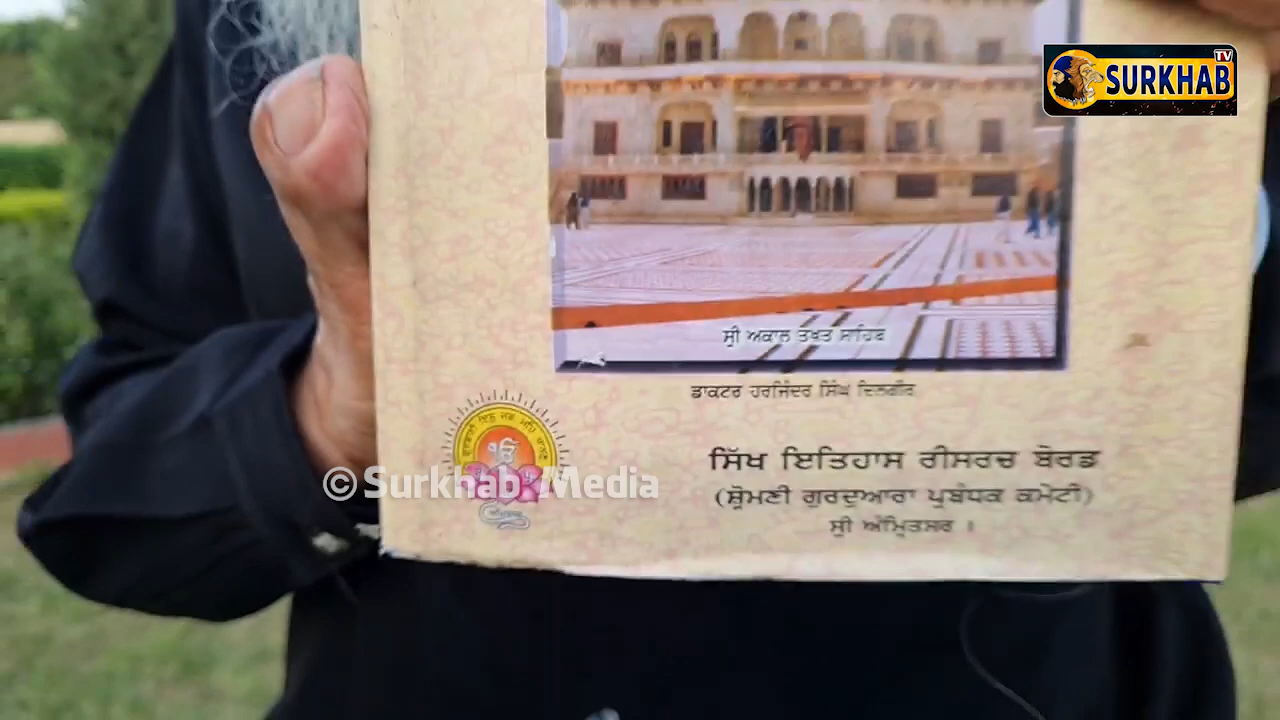 SURKHAB TV
ਸ੍ਰੀ ਅਕਾਲ ਤਖਤ ਸਾਹਿਬ
ਡਾਕਟਰ ਹਰਜਿੰਦਰ ਸਿੰਘ ਦਿਲਗੀਰ
ੴ
ਸਿੱਖ ਇਤਿਹਾਸ ਰੀਸਰਚ ਬੋਰਡ
©Surkhab Media
(ਸ਼੍ਰੋਮਣੀ ਗੁਰਦੁਆਰਾ ਪ੍ਰਬੰਧਕ ਕਮੇਟੀ)
ਸ੍ਰੀ ਅੰਮ੍ਰਿਤਸਰ ।